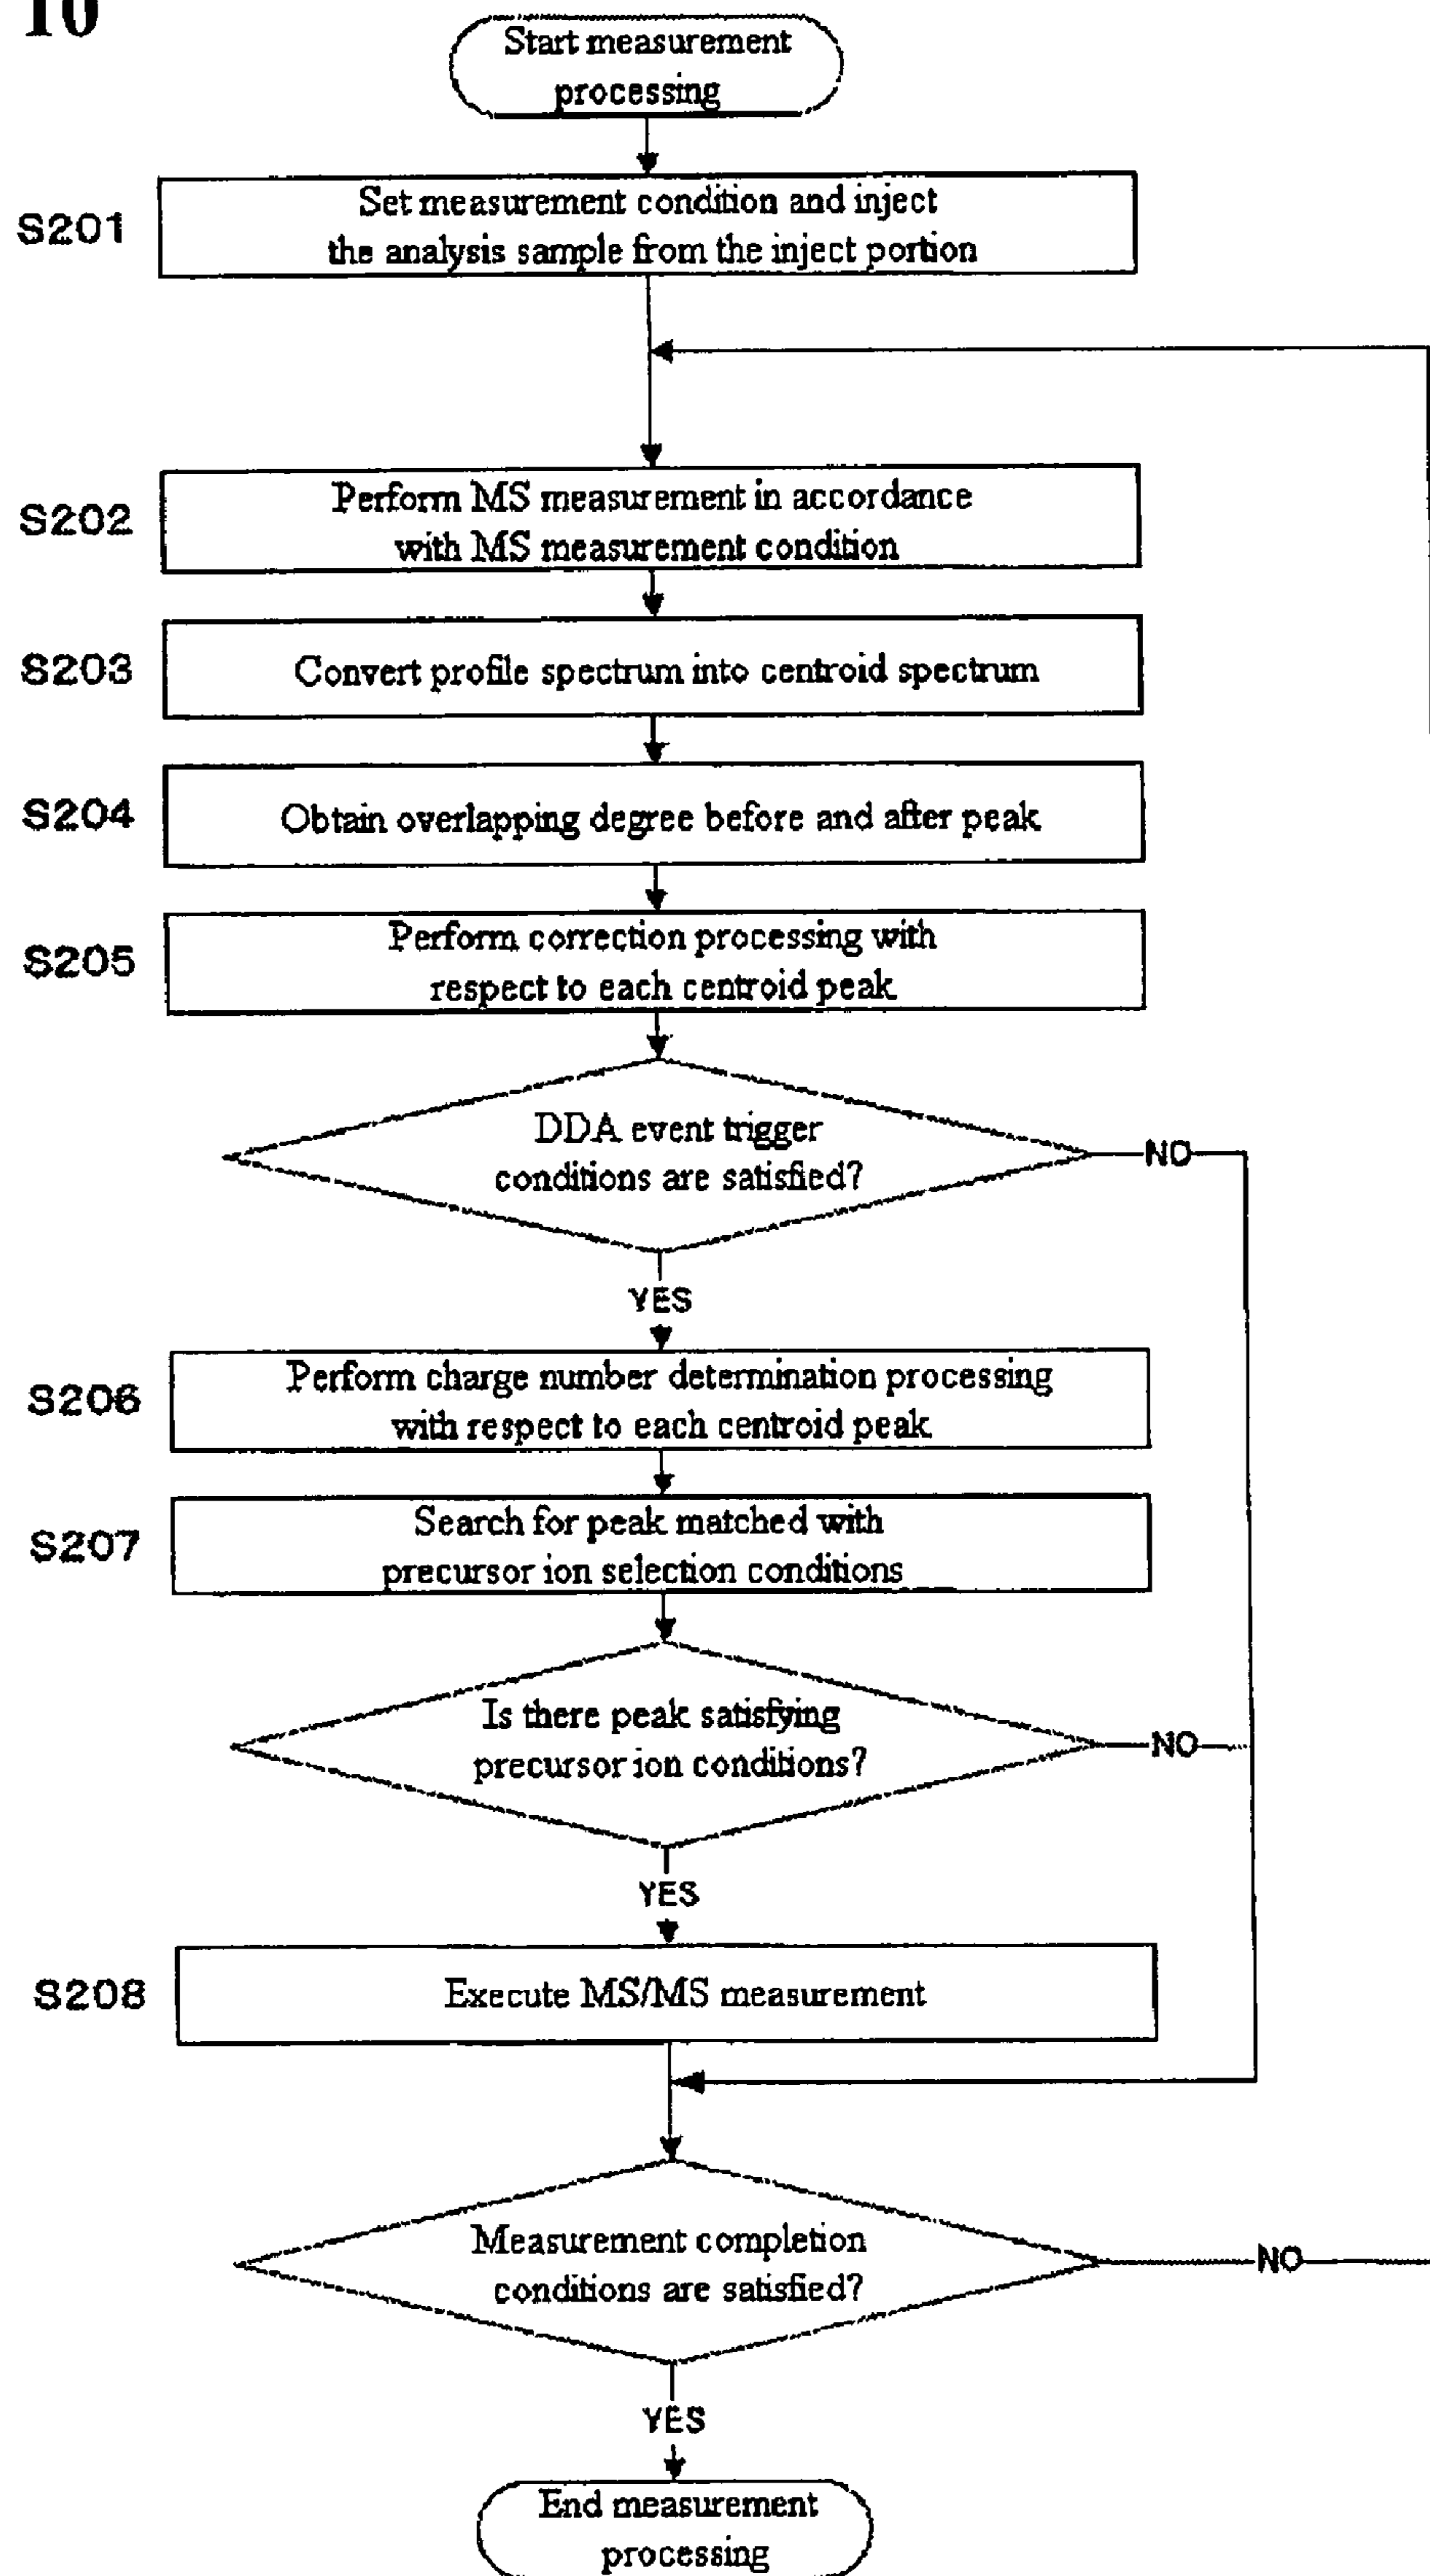 10
Start measurement
processing
S201
Set measurement condition and inject
the analysis sample from the inject portion
S202
Perform MS measurement in accordance
with MS measurement condition
S203
Convert profile spectrum into centroid spectrum
S204
Obtain overlapping degree before and after peak
S205
Perform correction processing with
respect to each centroid peak
DDA event trigger
conditions are satisfied?
NO
YES
S206
Perform charge number determination processing
with respect to each centroid peak
S207
Search for peak matched with
precursor ion selection conditions
Is there peak satisfying
precursor ion conditions?
NO
YES
S208
Execute MS/MS measurement
Measurement completion
conditions are satisfied?
NO
YES
End measurement
processing